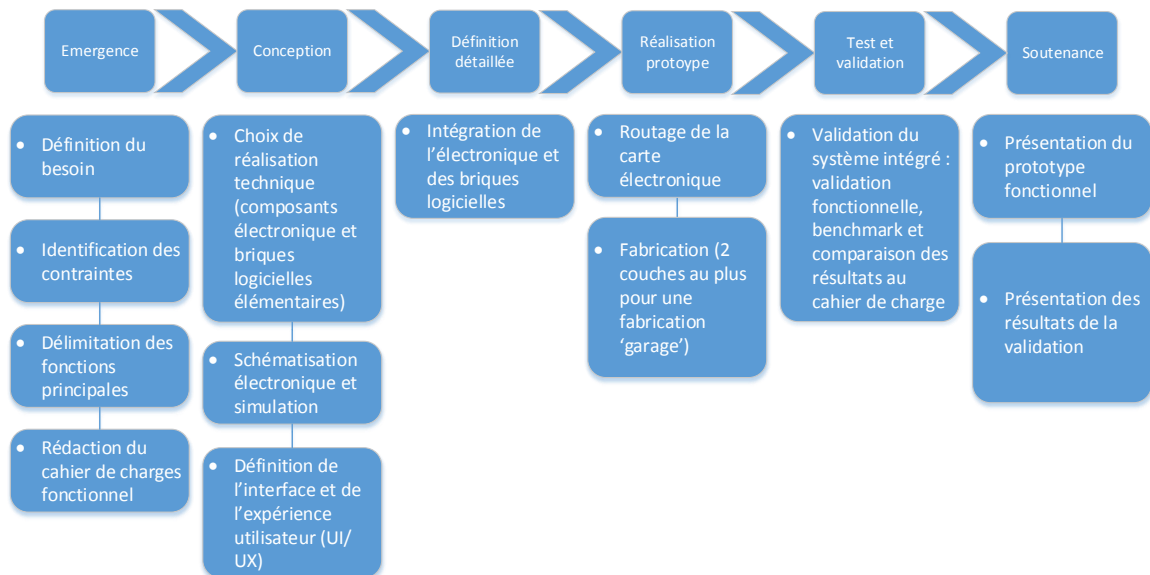 Emergence
Conception
Définition
détaillée
Réalisation
protoype
Test et
validation
Soutenance
• Définition du
besoin
• Identification des
contraintes
• Délimitation des
fonctions
principales
• Rédaction du
cahier de charges
fonctionnel
• Choix de
réalisation
technique
(composants
électronique et
briques
logicielles
élémentaires)
• Schématisation
électronique et
simulation
• Définition de
l'interface et de
l'expérience
utilisateur (UI/
UX)
• Intégration de
l'électronique et
des briques
logicielles
• Routage de la
carte
électronique
• Fabrication (2
couches au plus
pour une
fabrication
‘garage’)
• Validation du
système intégré :
validation
fonctionnelle,
benchmark et
comparaison des
résultats au
cahier de charge
• Présentation du
prototype
fonctionnel
• Présentation des
résultats de la
validation